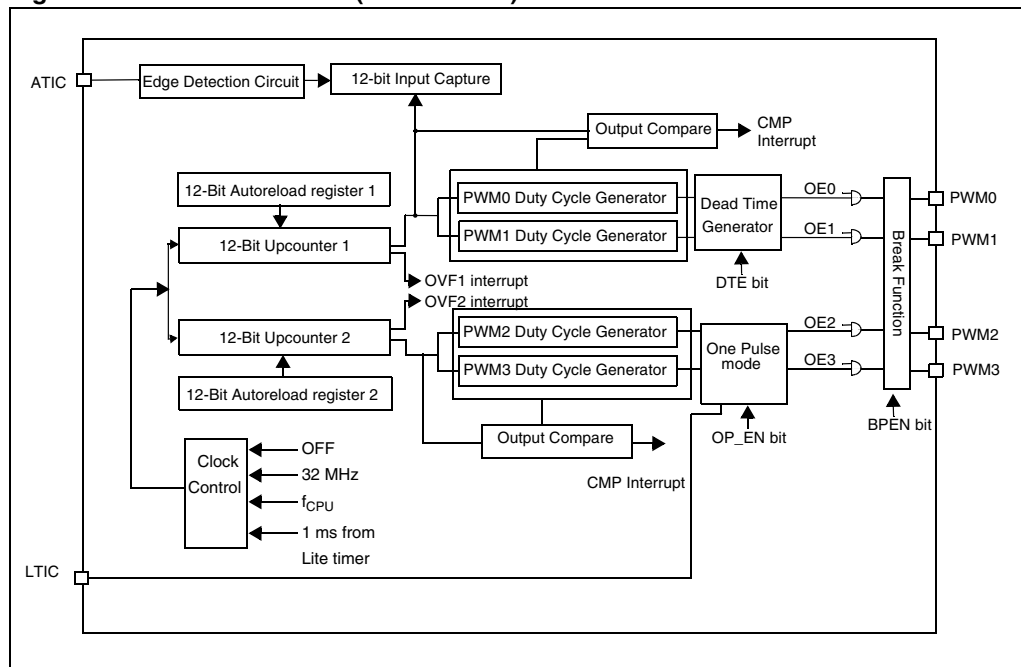 ATIC
Edge Detection Circuit
12-bit Input Capture
Output Compare
CMP
Interrupt
12-Bit Autoreload register 1
PWM0 Duty Cycle Generator
PWM1 Duty Cycle Generator
Dead Time
Generator
OE0
OE1
PWM0
PWM1
12-Bit Upcounter 1
OVF1 interrupt
DTE bit
Break Function
OVF2 interrupt
12-Bit Upcounter 2
PWM2 Duty Cycle Generator
PWM3 Duty Cycle Generator
One Pulse
mode
OE2
OE3
PWM2
PWM3
12-Bit Autoreload register 2
Output Compare
OP_EN bit
BPEN bit
CMP Interrupt
Clock
Control
OFF
32 MHz
fCPU
1 ms from
Lite timer
LTIC